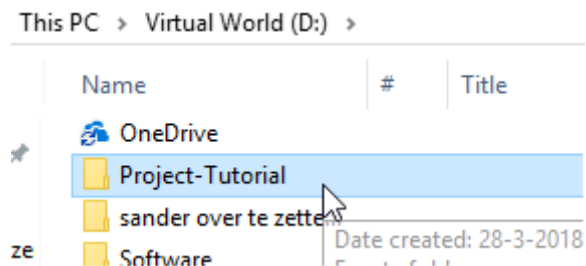 This PC > Virtual World (D:) >
Name # Title
OneDrive
Project-Tutorial
sander over te zette
Date created: 28-3-2018
ze Software